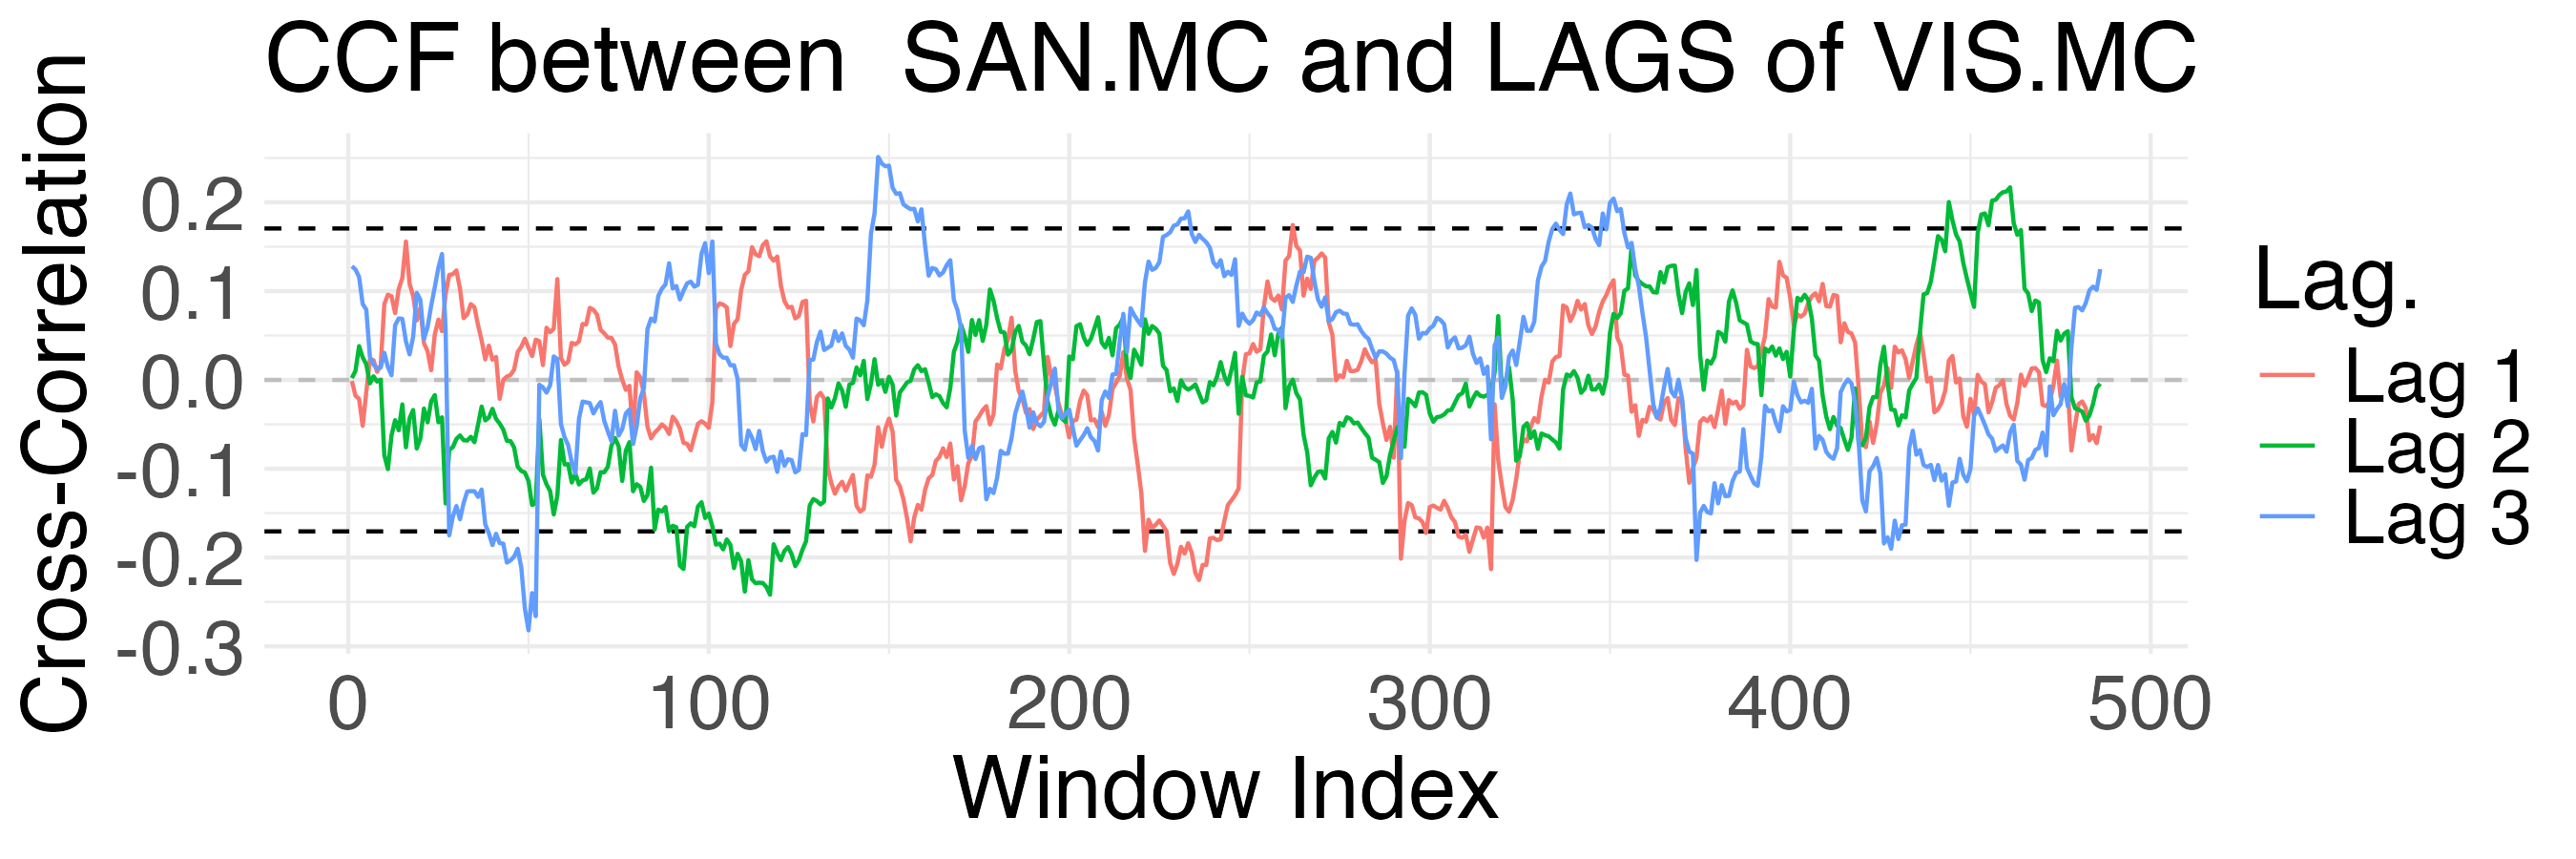 CCF between  SAN.MC and LAGS of VIS.MC
Cross-Correlation
0.2
0.1
0.0
-0.1
-0.2
-0.3
0 100 200 300 400 500
Window Index
Lag.
Lag 1
Lag 2
Lag 3